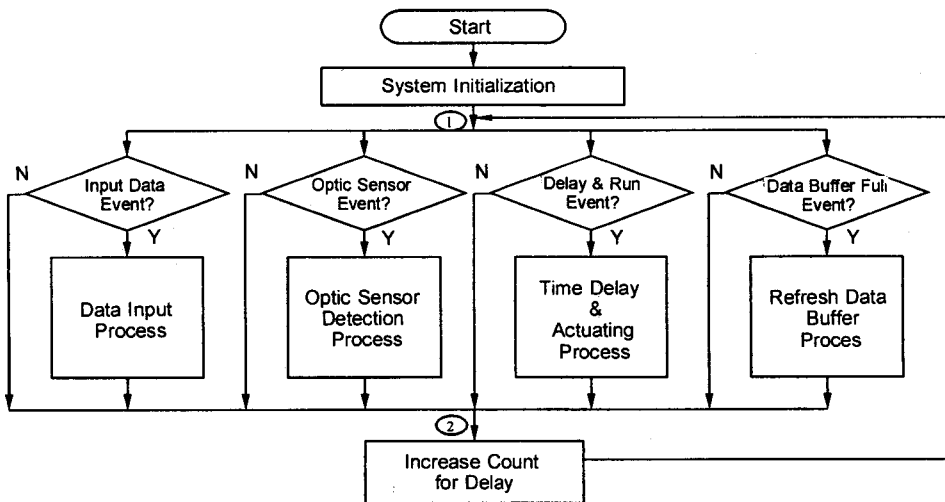 Start
System Initialization
1
N
Input Data
Event?
Y
N
Optic Sensor
Event?
Y
N
Delay & Run
Event?
Y
N
Data Buffer Full
Event?
Y
Data Input
Process
Optic Sensor
Detection
Process
Time Delay
&
Actuating
Process
Refresh Data
Buffer
Proces
2
Increase Count
for Delay